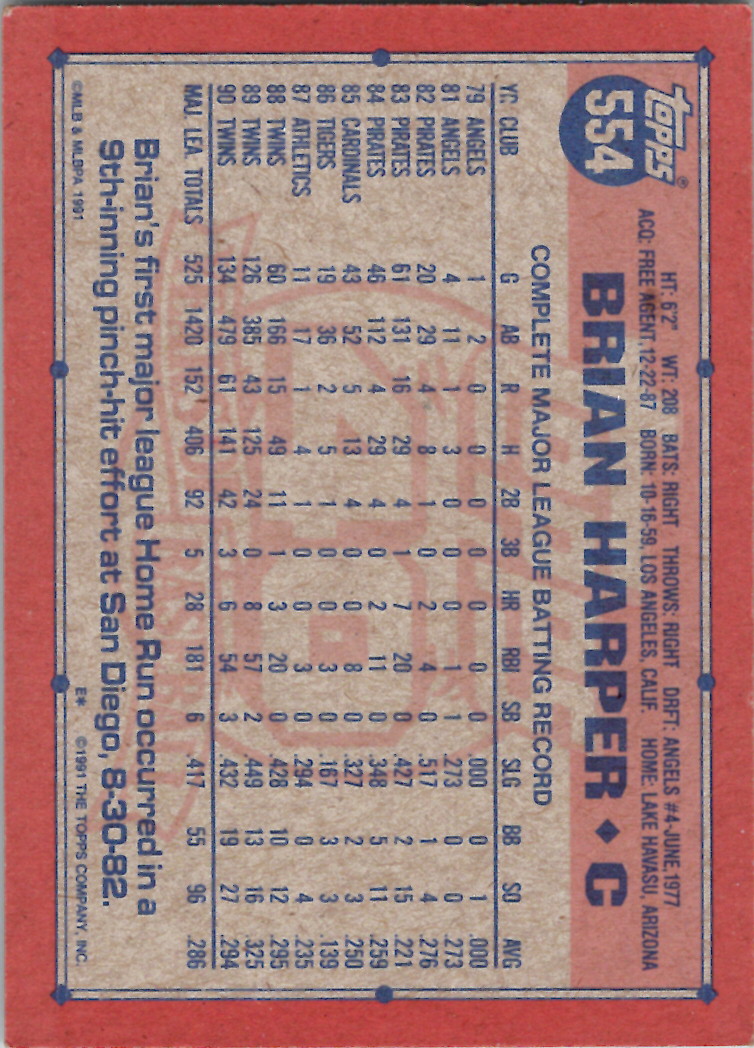 topps®
554
HT: 6'2" WT: 208 BATS: RIGHT THROWS: RIGHT DRFT: ANGELS #4-JUNE, 1977
ACQ: FREE AGENT, 12-22-87 BORN: 10-16-59, LOS ANGELES, CALIF. HOME: LAKE HAVASU, ARIZONA
BRIAN HARPER ♦ C
COMPLETE MAJOR LEAGUE BATTING RECORD
YR CLUB G AB R H 2B 3B HR RBI SB SLG BB SO AVG
79 ANGELS 1 2 0 0 0 0 0 0 0 .000 0 1 .000
81 ANGELS 4 11 1 3 0 0 0 1 1 .273 0 0 .273
82 PIRATES 20 29 4 8 1 0 2 4 0 .517 1 4 .276
83 PIRATES 61 131 16 29 4 1 7 20 0 .427 2 15 .221
84 PIRATES 46 112 4 29 4 0 2 11 0 .348 5 11 .259
85 CARDINALS 43 52 5 13 4 0 0 8 0 .327 2 3 .250
86 TIGERS 19 36 2 5 1 0 0 3 0 .167 3 3 .139
87 ATHLETICS 11 17 1 4 1 0 0 3 0 .294 0 4 .235
88 TWINS 60 166 15 49 11 1 3 20 0 .428 10 12 .295
89 TWINS 126 385 43 125 24 0 8 57 2 .449 13 16 .325
90 TWINS 134 479 61 141 42 3 6 54 3 .432 19 27 .294
MAJ. LEA. TOTALS 525 1420 152 406 92 5 28 181 6 .417 55 96 .286
Brian's first major league Home Run occurred in a
9th-inning pinch-hit effort at San Diego, 8-30-82.
©MLB & MLBPA 1991 E* ©1991 THE TOPPS COMPANY, INC.
40